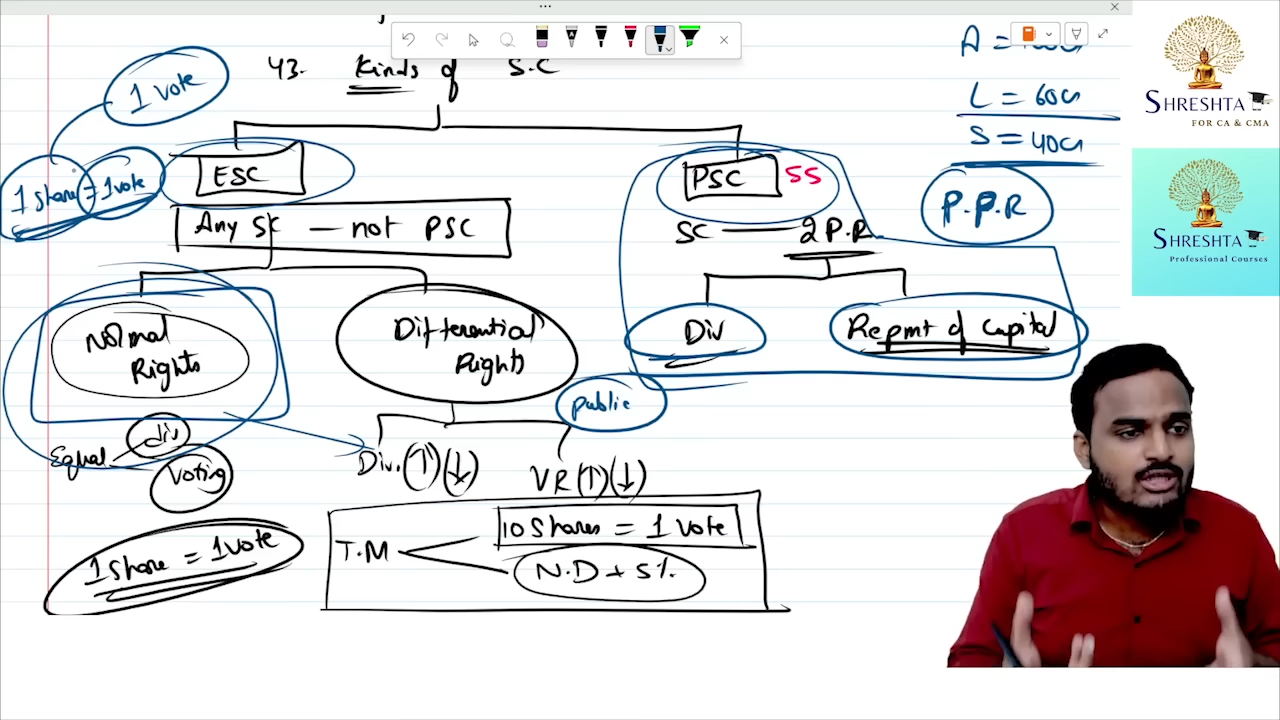 43. Kinds of S.C
1 vote
1 share = 1 vote
ESC
Any SC — not PSC
Normal Rights
Differential Rights
Equal
div
Voting
1 share = 1 vote
Div. (↑) (↓)
VR (↑) (↓)
T.M
10 Shares = 1 Vote
N.D + 5%
PSC 55
SC — 2 P.R
Div
Repmt of Capital
public
A =
L = 60cr
S = 40cr
P.P.R
SHRESHTA
FOR CA & CMA
SHRESHTA
Professional Courses